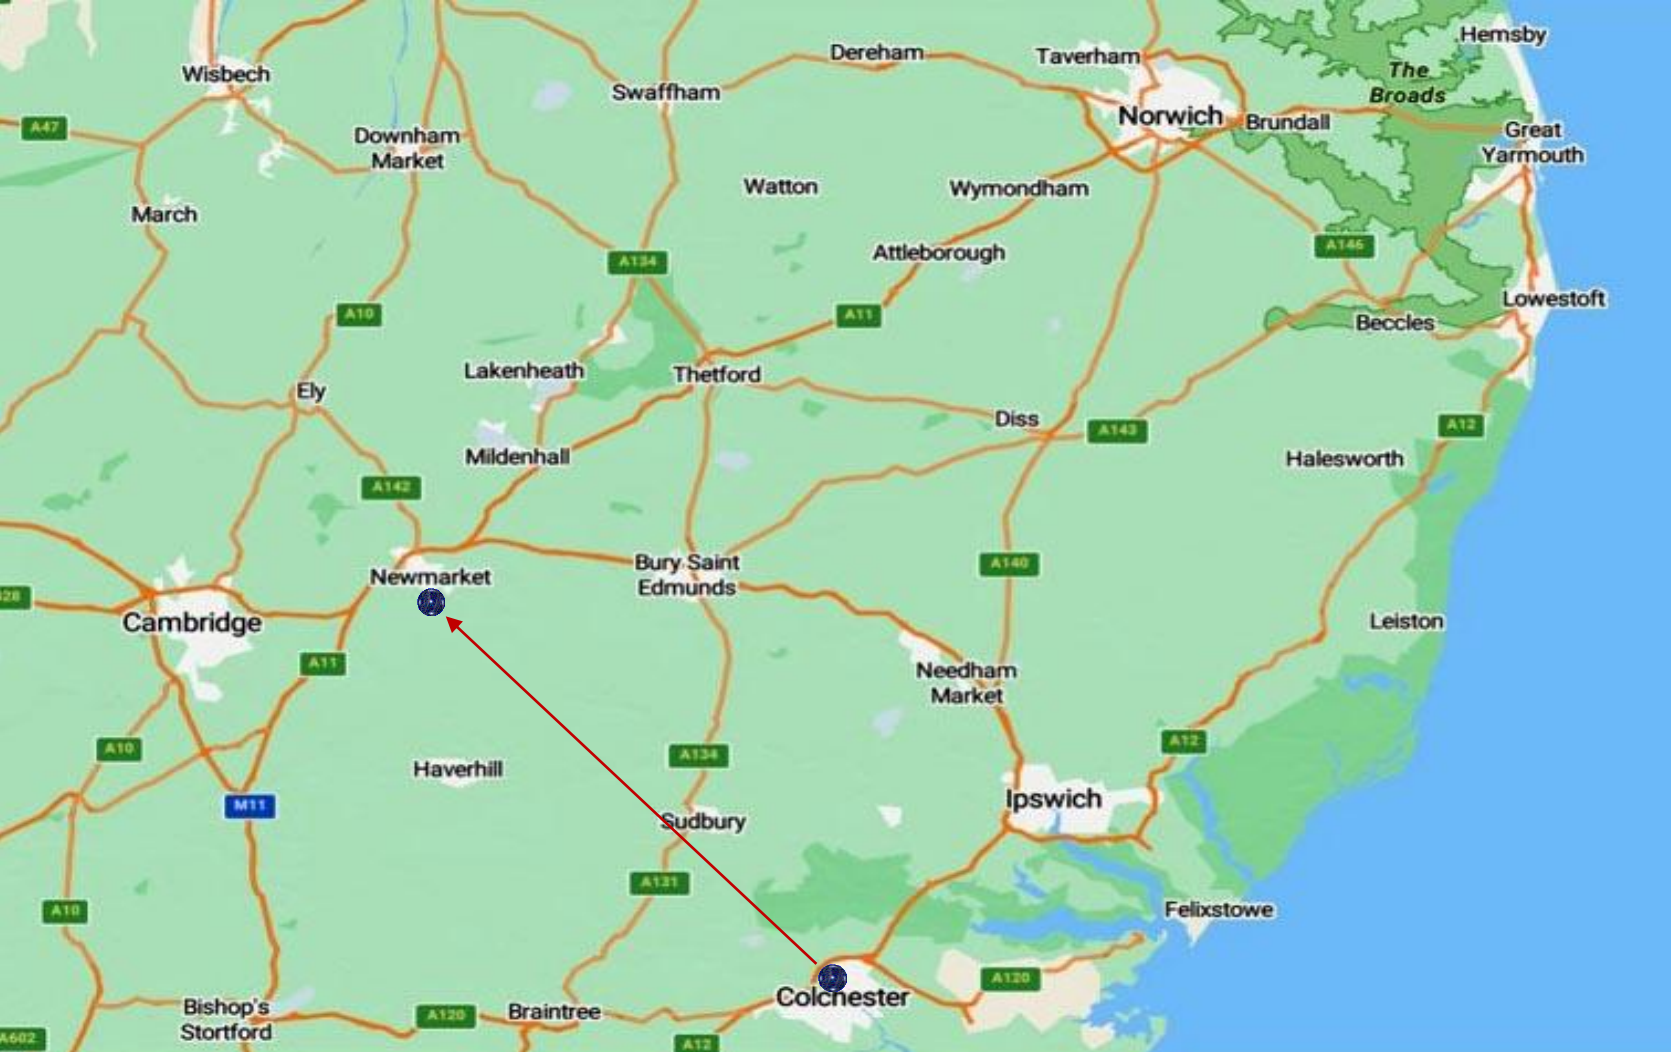 Hemsby
Dereham
Taverham
The
Broads
Wisbech
Swaffham
Norwich
Brundall
A47
Downham
Market
Great
Yarmouth
Watton
Wymondham
March
A146
Attleborough
A134
A10
A11
Lowestoft
Beccles
Lakenheath
Thetford
Ely
Diss
A143
A12
Mildenhall
Halesworth
A142
Bury Saint
Edmunds
A140
Newmarket
28
Cambridge
Leiston
A11
Needham
Market
A10
A134
A12
Haverhill
M11
Ipswich
Sudbury
A131
A10
Felixstowe
A120
Colchester
Bishop's
Stortford
A120
Braintree
A602
A12